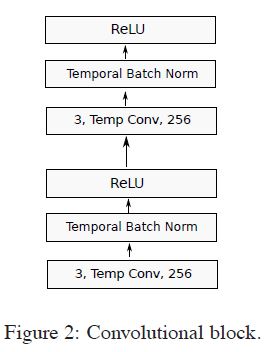 ReLU
Temporal Batch Norm
3, Temp Conv, 256
ReLU
Temporal Batch Norm
3, Temp Conv, 256
Figure 2: Convolutional block.